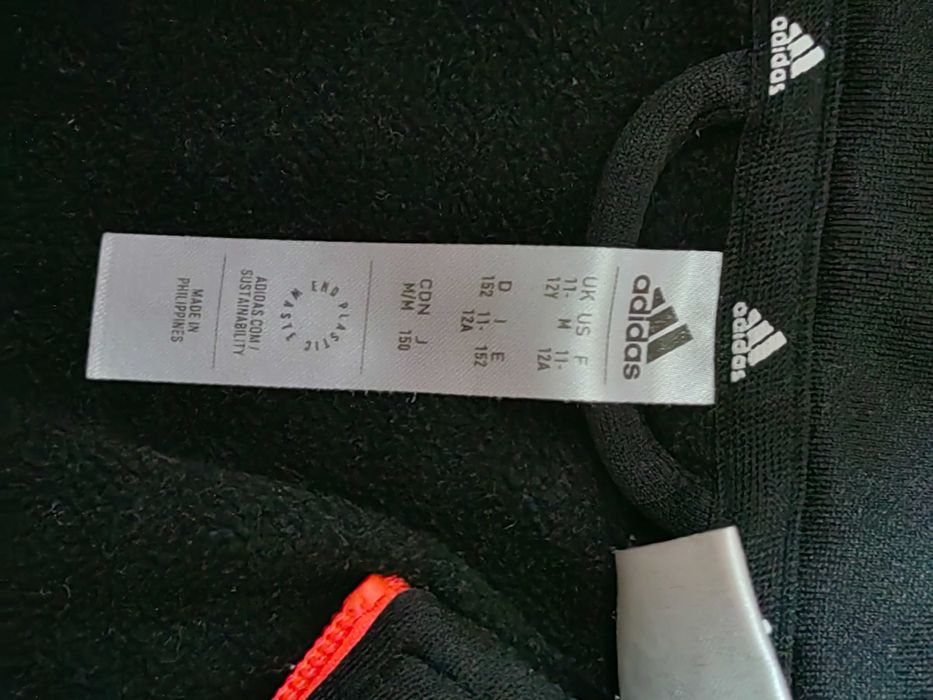 adidas
adidas
adidas
UK US F
11- M 11-
12Y 12A
D I E
152 11- 152
12A
CDN J
M/M 150
END PLASTIC WASTE
ADIDAS.COM/
SUSTAINABILITY
MADE IN
PHILIPPINES